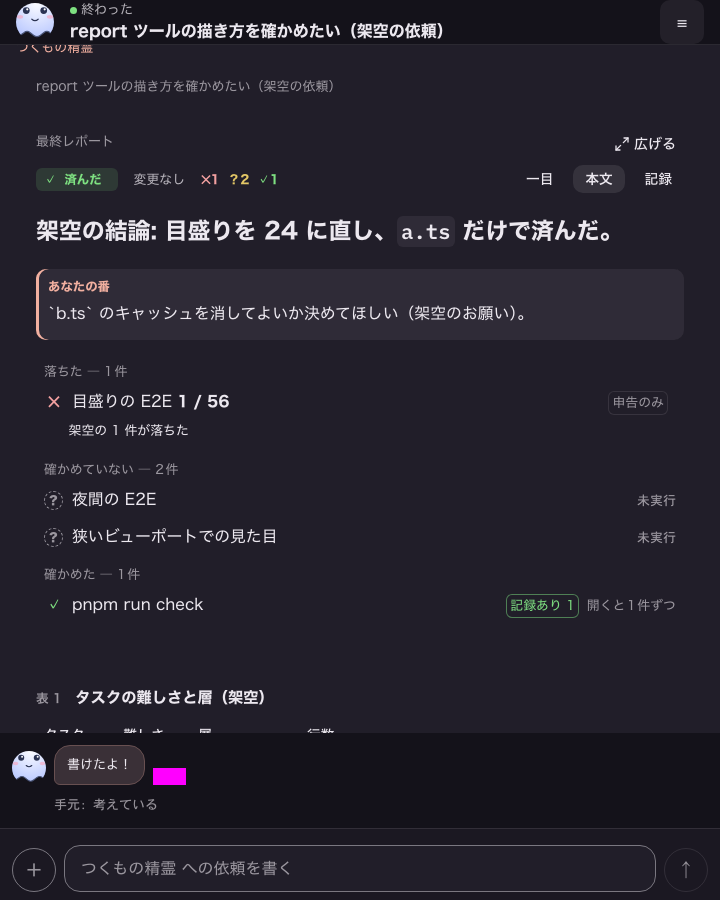 終わった
report ツールの描き方を確かめたい（架空の依頼）
≡
つくもの精霊
report ツールの描き方を確かめたい（架空の依頼）
最終レポート
広げる
✓ 済んだ 変更なし ×1 ?2 ✓1
一目 本文 記録
架空の結論: 目盛りを 24 に直し、a.ts だけで済んだ。
あなたの番
`b.ts` のキャッシュを消してよいか決めてほしい（架空のお願い）。
落ちた — 1件
× 目盛りの E2E 1 / 56 申告のみ
架空の 1 件が落ちた
確かめていない — 2件
? 夜間の E2E 未実行
? 狭いビューポートでの見た目 未実行
確かめた — 1件
✓ pnpm run check 記録あり 1 開くと1件ずつ
表 1 タスクの難しさと層（架空）
タスク 難しさ 層 行数
書けたよ！
手元: 考えている
＋ つくもの精霊 への依頼を書く ↑